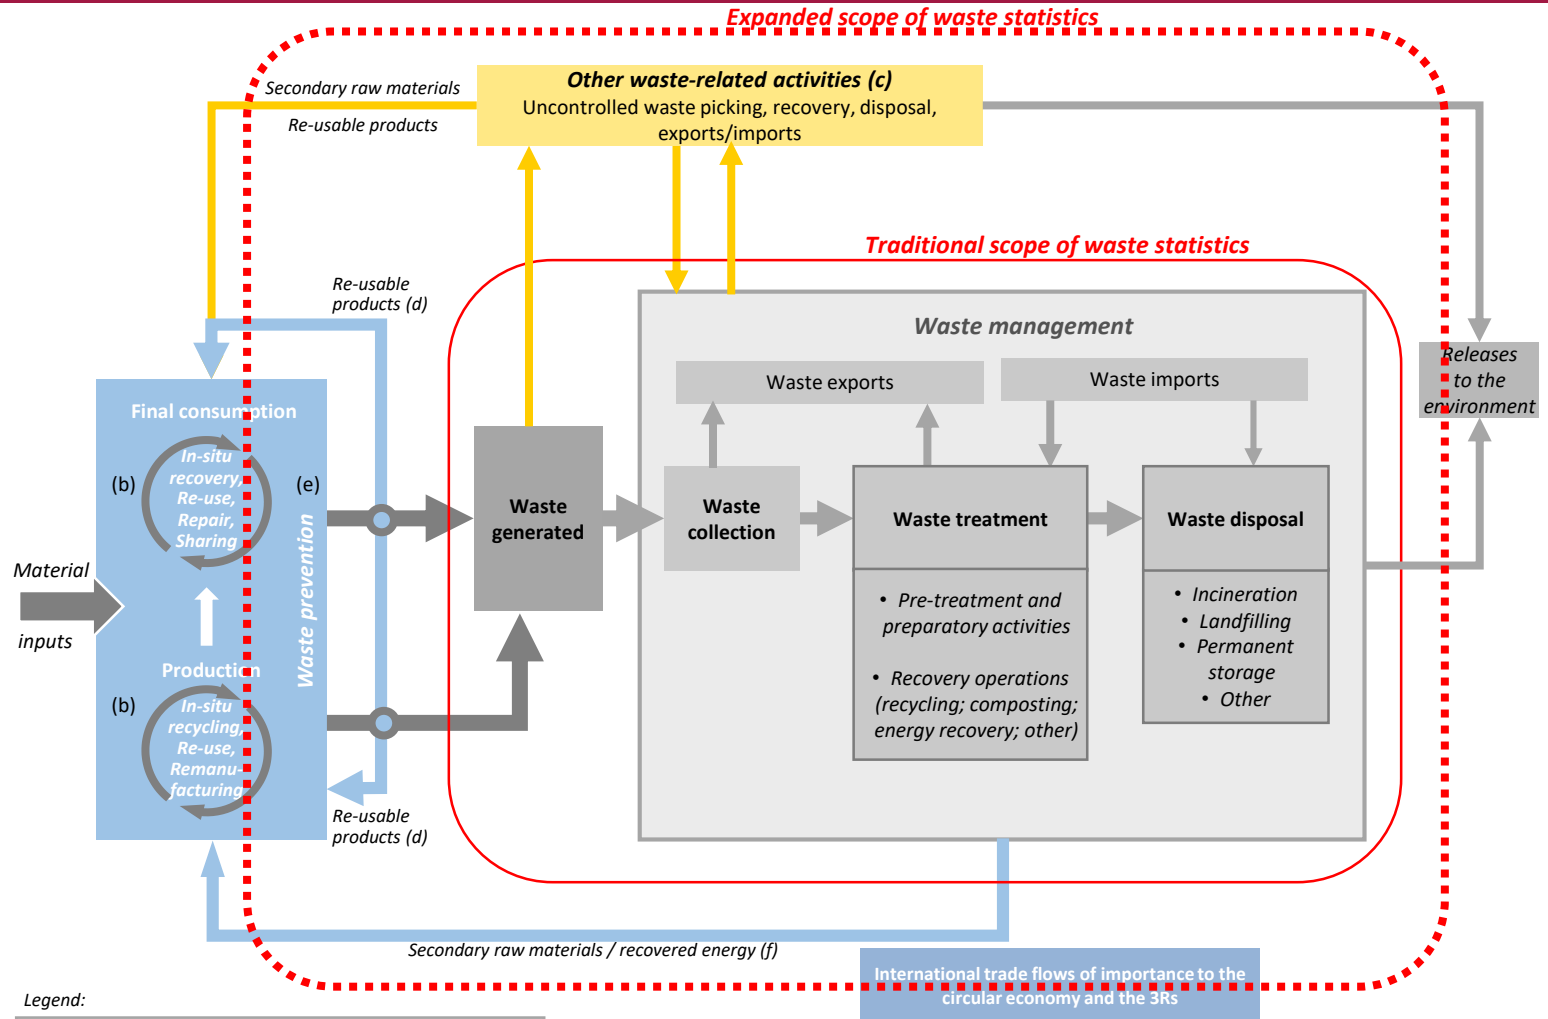 Expanded scope of waste statistics
Other waste-related activities (c)
Uncontrolled waste picking, recovery, disposal,
exports/imports
Secondary raw materials
Re-usable products
Traditional scope of waste statistics
Re-usable
products (d)
Waste management
Waste exports
Waste imports
Releases
to the
environment
Final consumption
(b)
In-situ
recovery,
Re-use,
Repair,
Sharing
(e)
Waste prevention
Waste
generated
Waste
collection
Waste treatment
Waste disposal
Material
inputs
• Pre-treatment and
preparatory activities
• Recovery operations
(recycling; composting;
energy recovery; other)
• Incineration
• Landfilling
• Permanent
storage
• Other
Production
(b)
In-situ
recycling,
Re-use,
Remanu-
facturing
Re-usable
products (d)
Secondary raw materials / recovered energy (f)
International trade flows of importance to the
circular economy and the 3Rs
Legend: